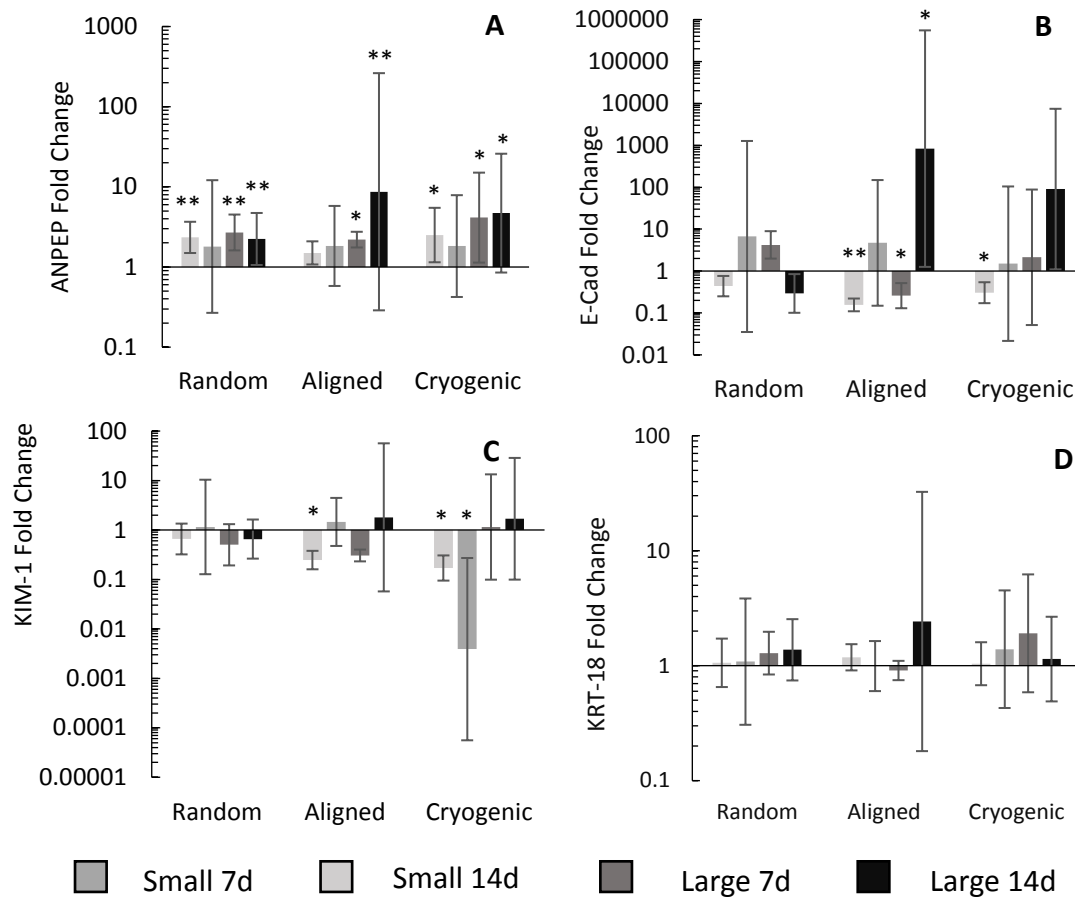 A
ANPEP Fold Change
1000
100
10
1
0.1
** ** ** * ** * * *
Random Aligned Cryogenic
B
E-Cad Fold Change
1000000
100000
10000
1000
100
10
1
0.1
0.01
** * * *
Random Aligned Cryogenic
C
KIM-1 Fold Change
100
10
1
0.1
0.01
0.001
0.0001
0.00001
* * *
Random Aligned Cryogenic
D
KRT-18 Fold Change
100
10
1
0.1
Random Aligned Cryogenic
Small 7d Small 14d Large 7d Large 14d